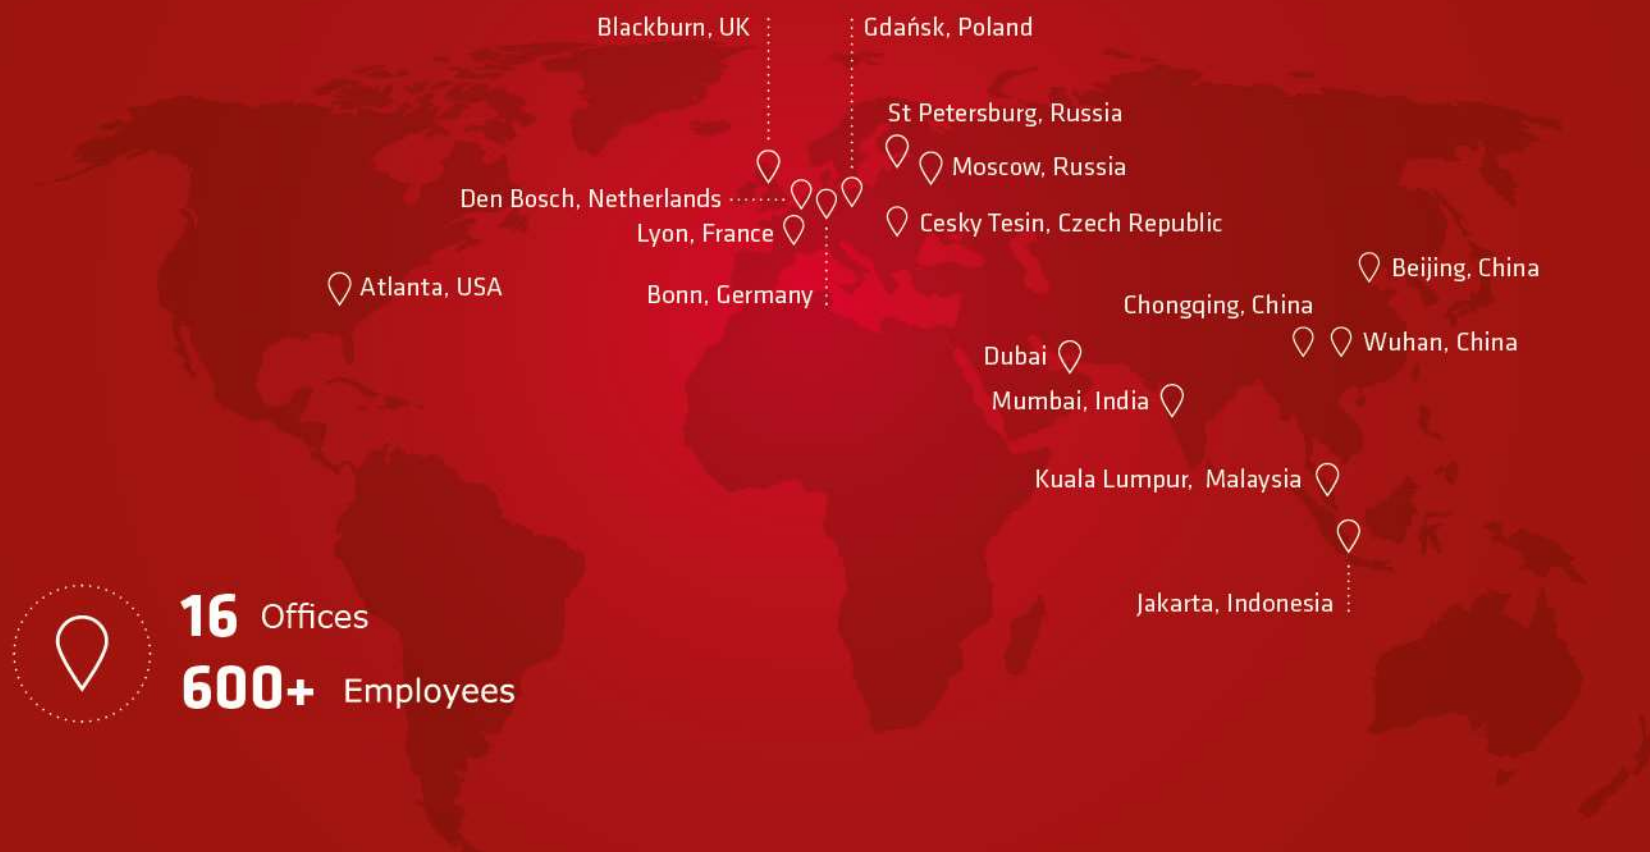 Blackburn, UK
Gdańsk, Poland
St Petersburg, Russia
Moscow, Russia
Den Bosch, Netherlands
Cesky Tesin, Czech Republic
Lyon, France
Beijing, China
Atlanta, USA
Bonn, Germany
Chongqing, China
Wuhan, China
Dubai
Mumbai, India
Kuala Lumpur, Malaysia
Jakarta, Indonesia
16 Offices
600+ Employees